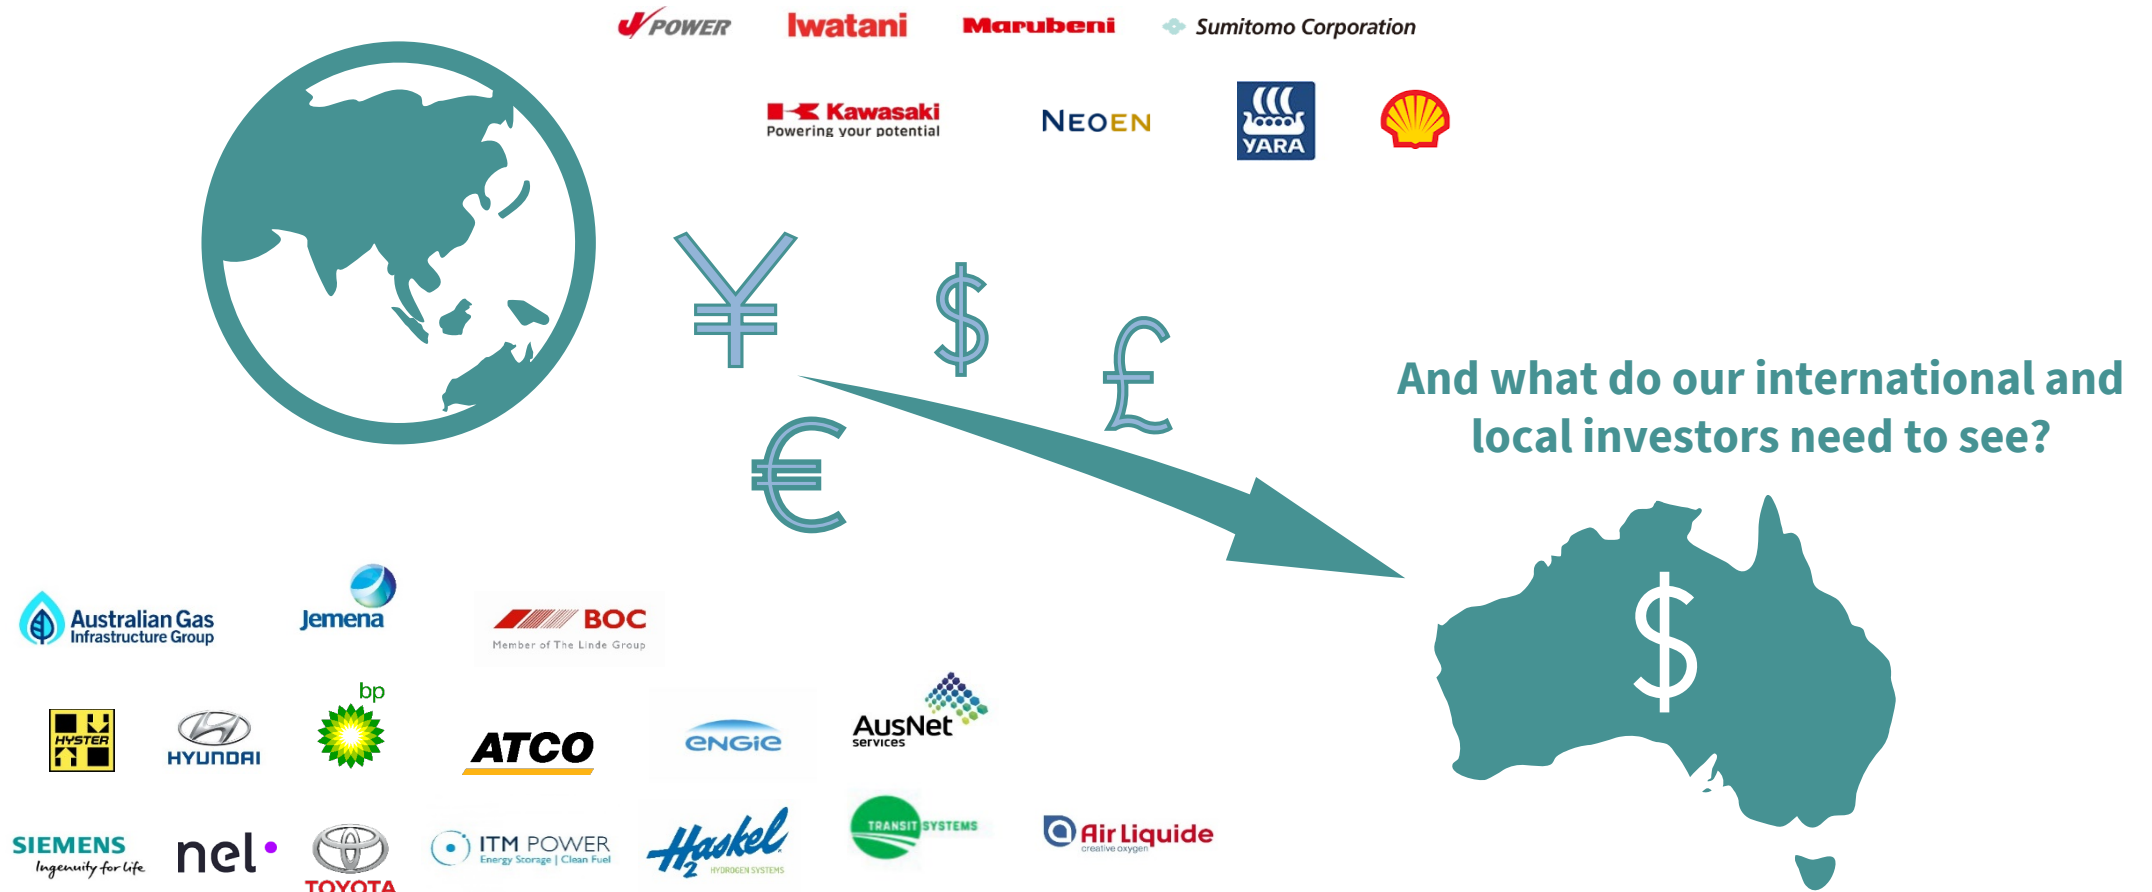 POWER
Iwatani
Marubeni
Sumitomo Corporation
Kawasaki
Powering your potential
NEOEN
YARA
¥
$
£
€
And what do our international and
local investors need to see?
$
Australian Gas
Infrastructure Group
Jemena
BOC
Member of The Linde Group
bp
HYSTER
HYUNDAI
ATCO
ENGIE
AusNet
services
SIEMENS
Ingenuity for life
nel
TOYOTA
ITM POWER
Energy Storage | Clean Fuel
Haskel
H2
HYDROGEN SYSTEMS
TRANSIT SYSTEMS
Air Liquide
creative oxygen